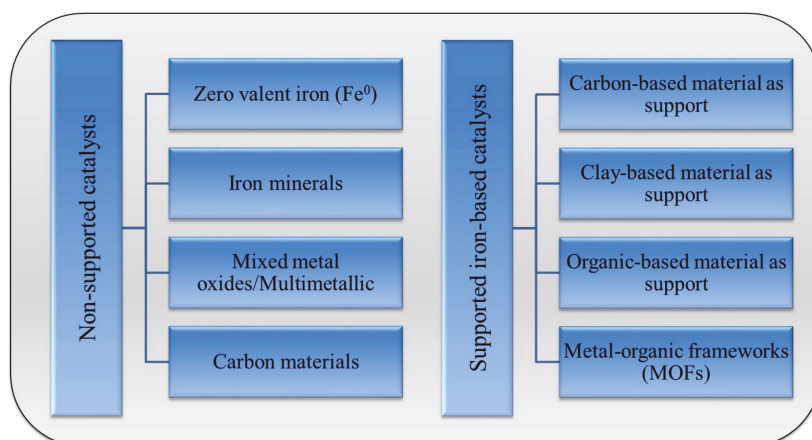 Non-supported catalysts
Zero valent iron (Fe⁰)
Iron minerals
Mixed metal
oxides/Multimetallic
Carbon materials
Supported iron-based catalysts
Carbon-based material as
support
Clay-based material as
support
Organic-based material as
support
Metal-organic frameworks
(MOFs)